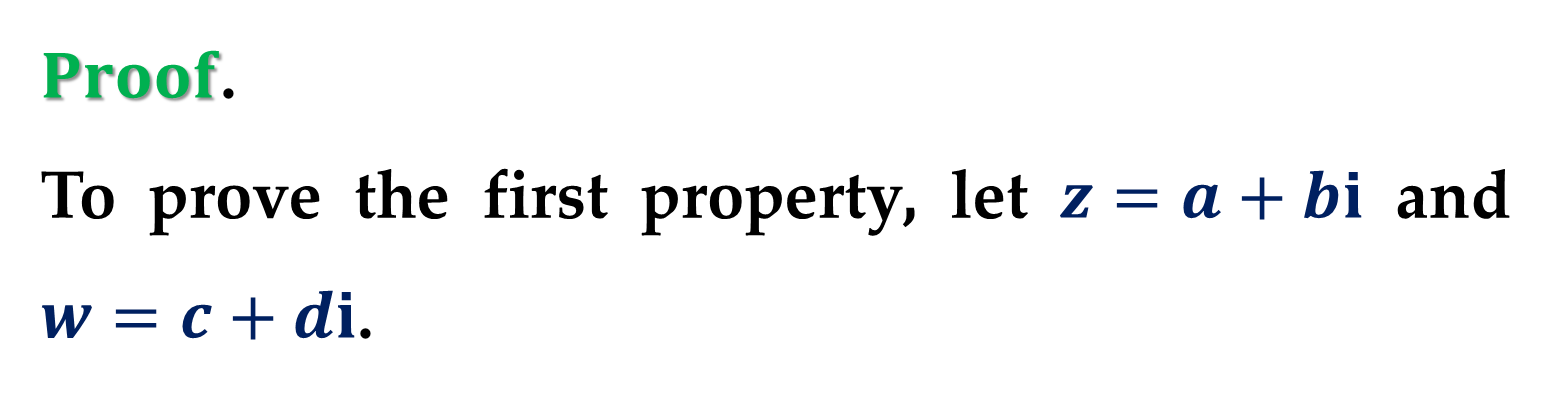 Proof.
To prove the first property, let z = a + bi and
w = c + di.